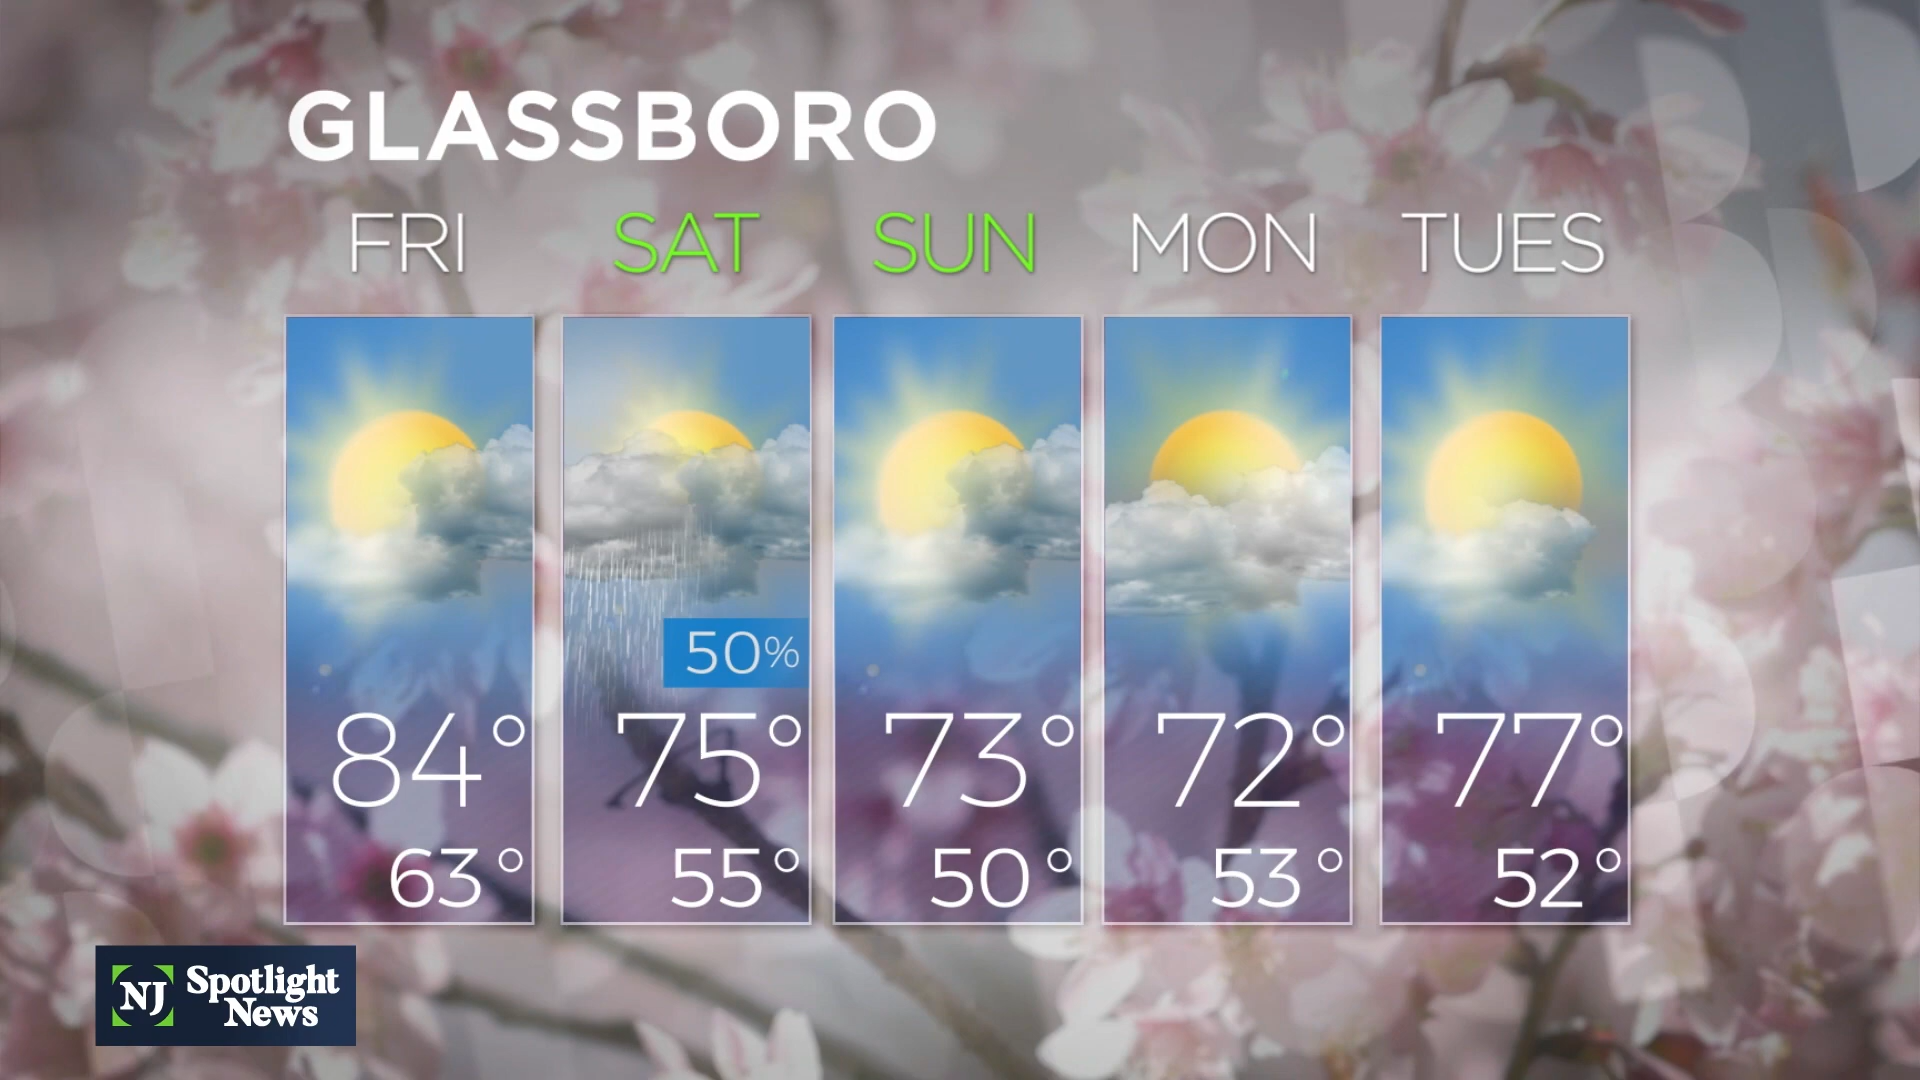 GLASSBORO
FRI SAT SUN MON TUES
50%
84° 75° 73° 72° 77°
63° 55° 50° 53° 52°
NJ Spotlight
News